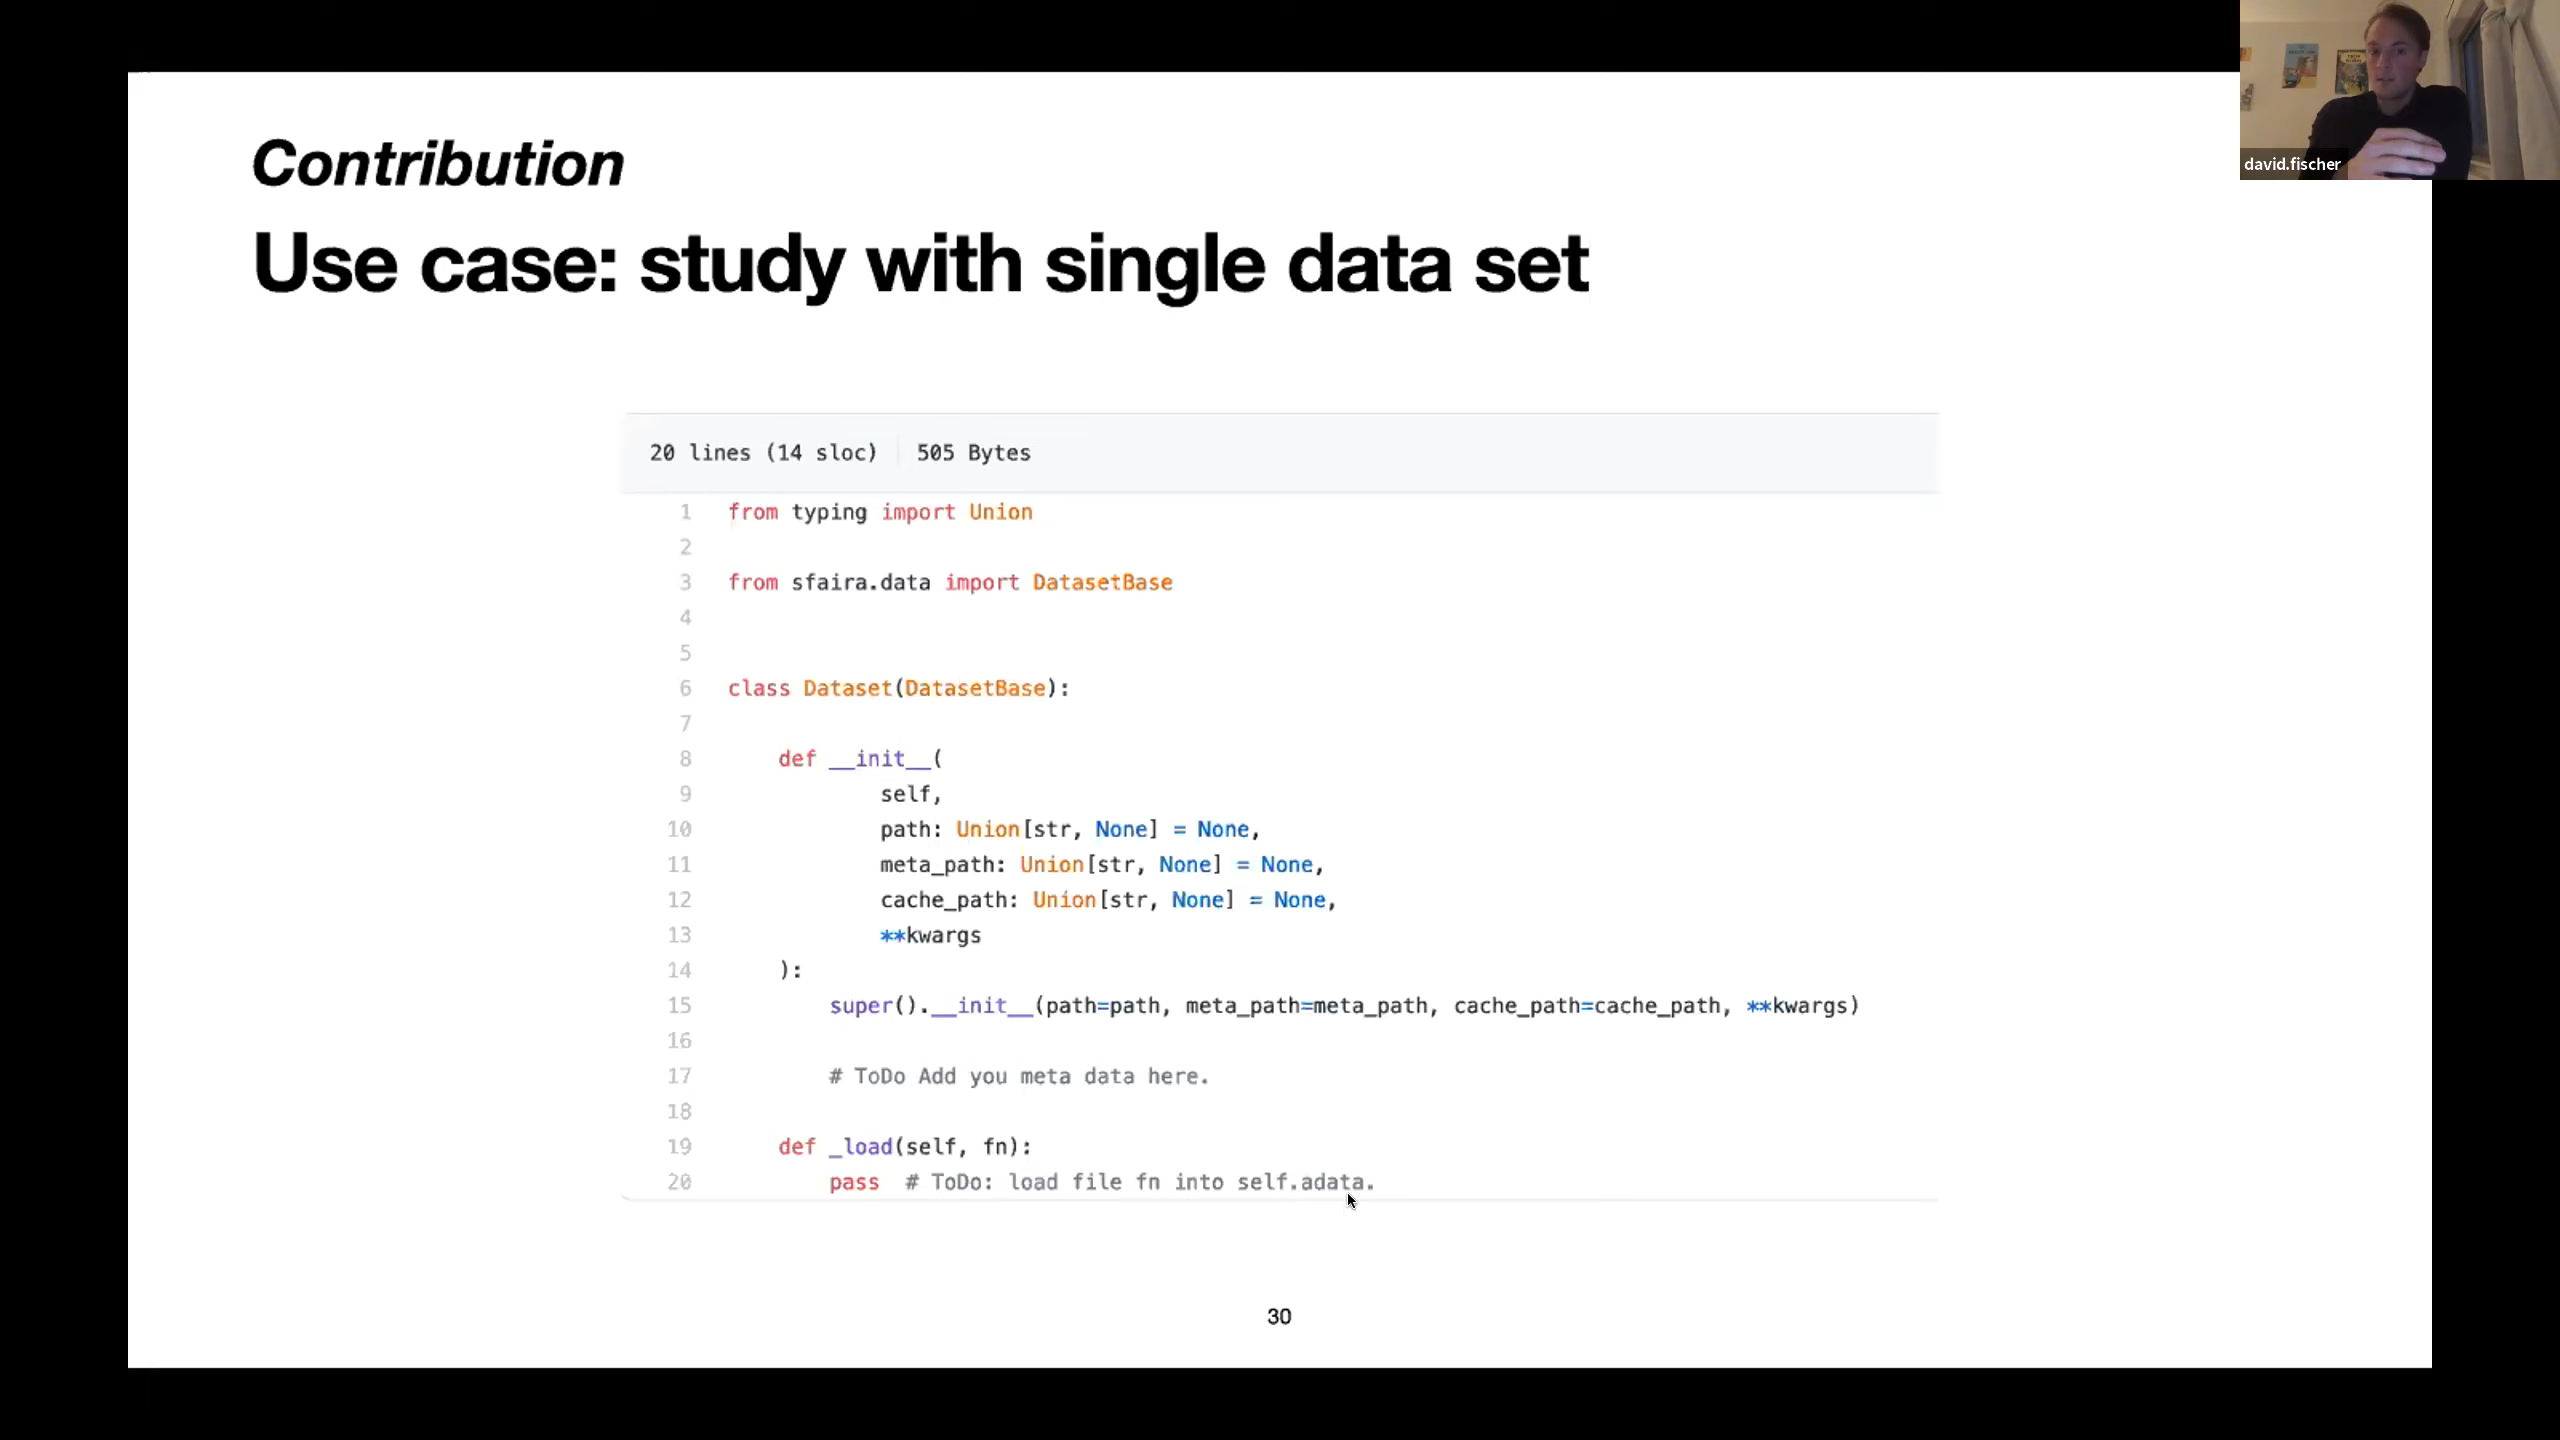 Contribution
Use case: study with single data set
david.fischer
20 lines (14 sloc) 505 Bytes
1 from typing import Union
2
3 from sfaira.data import DatasetBase
4
5
6 class Dataset(DatasetBase):
7
8 def __init__(
9 self,
10 path: Union[str, None] = None,
11 meta_path: Union[str, None] = None,
12 cache_path: Union[str, None] = None,
13 **kwargs
14 ):
15 super().__init__(path=path, meta_path=meta_path, cache_path=cache_path, **kwargs)
16
17 # ToDo Add you meta data here.
18
19 def _load(self, fn):
20 pass # ToDo: load file fn into self.adata.
30